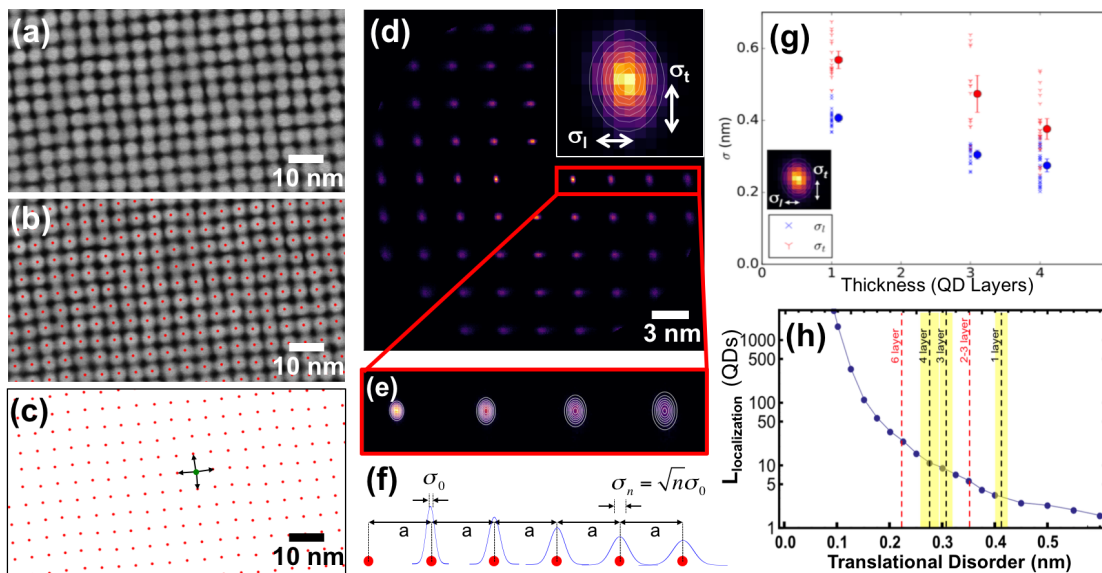 (a)
10 nm
(b)
10 nm
(c)
10 nm
(d)
σt
σl
3 nm
(e)
(f)
σ0
σn = √nσ0
a a a a a
(g)
0.6
0.4
0.2
0.0
σ (nm)
σt
σl
σl
σt
0 1 2 3 4
Thickness (QD Layers)
(h)
1000
500
100
50
10
5
1
Llocalization (QDs)
6 layer
4 layer
3 layer
2-3 layer
1 layer
0.0 0.1 0.2 0.3 0.4 0.5
Translational Disorder (nm)